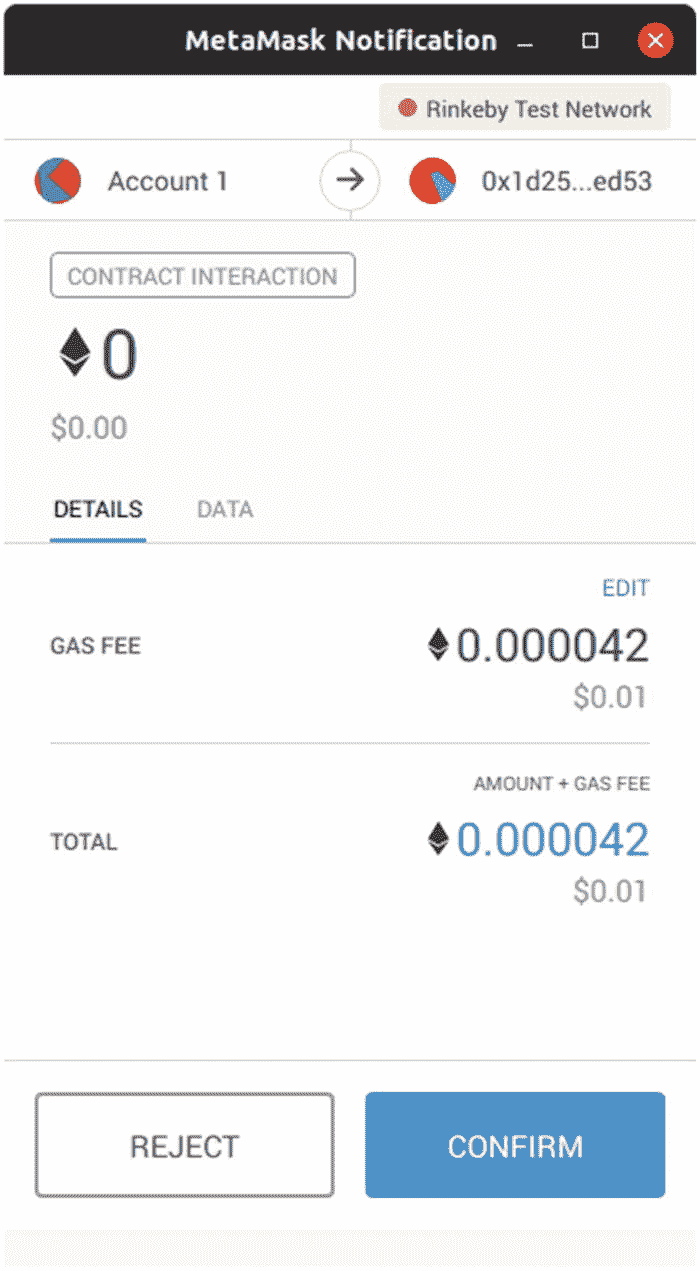 MetaMask Notification
Rinkeby Test Network
Account 1
0x1d25...ed53
CONTRACT INTERACTION
0
$0.00
DETAILS DATA
EDIT
GAS FEE 0.000042
$0.01
AMOUNT + GAS FEE
TOTAL 0.000042
$0.01
REJECT CONFIRM